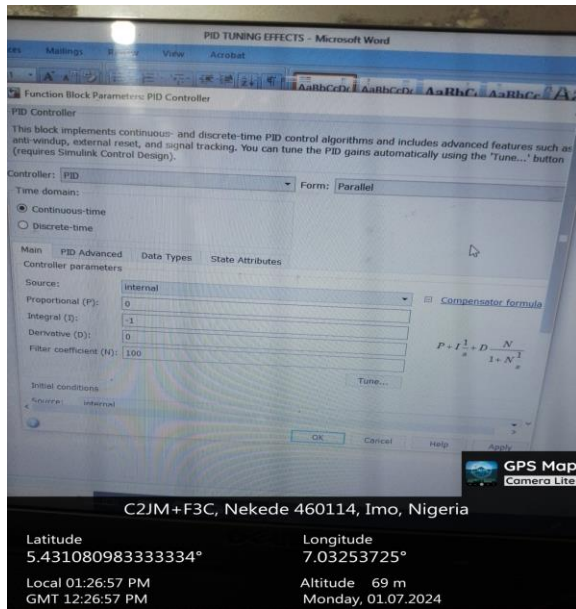 PID TUNING EFFECTS - Microsoft Word
Mailings View Acrobat
AaBbCcDc AaBbCcDc AaBbC AaBbCc
Function Block Parameters: PID Controller
PID Controller
This block implements continuous- and discrete-time PID control algorithms and includes advanced features such as
anti-windup, external reset, and signal tracking. You can tune the PID gains automatically using the 'Tune...' button
(requires Simulink Control Design).
Controller: PID Form: Parallel
Time domain:
Continuous-time
Discrete-time
Main PID Advanced Data Types State Attributes
Controller parameters
Source: internal Compensator formula
Proportional (P): 0
Integral (I): -1
Derivative (D): 0
Filter coefficient (N): 100
P+I 1/s +D N/(1+N 1/s)
Tune...
Initial conditions
Source: internal
OK Cancel Help Apply
GPS Map
Camera Lite
C2JM+F3C, Nekede 460114, Imo, Nigeria
Latitude Longitude
5.431080983333334° 7.03253725°
Local 01:26:57 PM Altitude 69 m
GMT 12:26:57 PM Monday, 01.07.2024